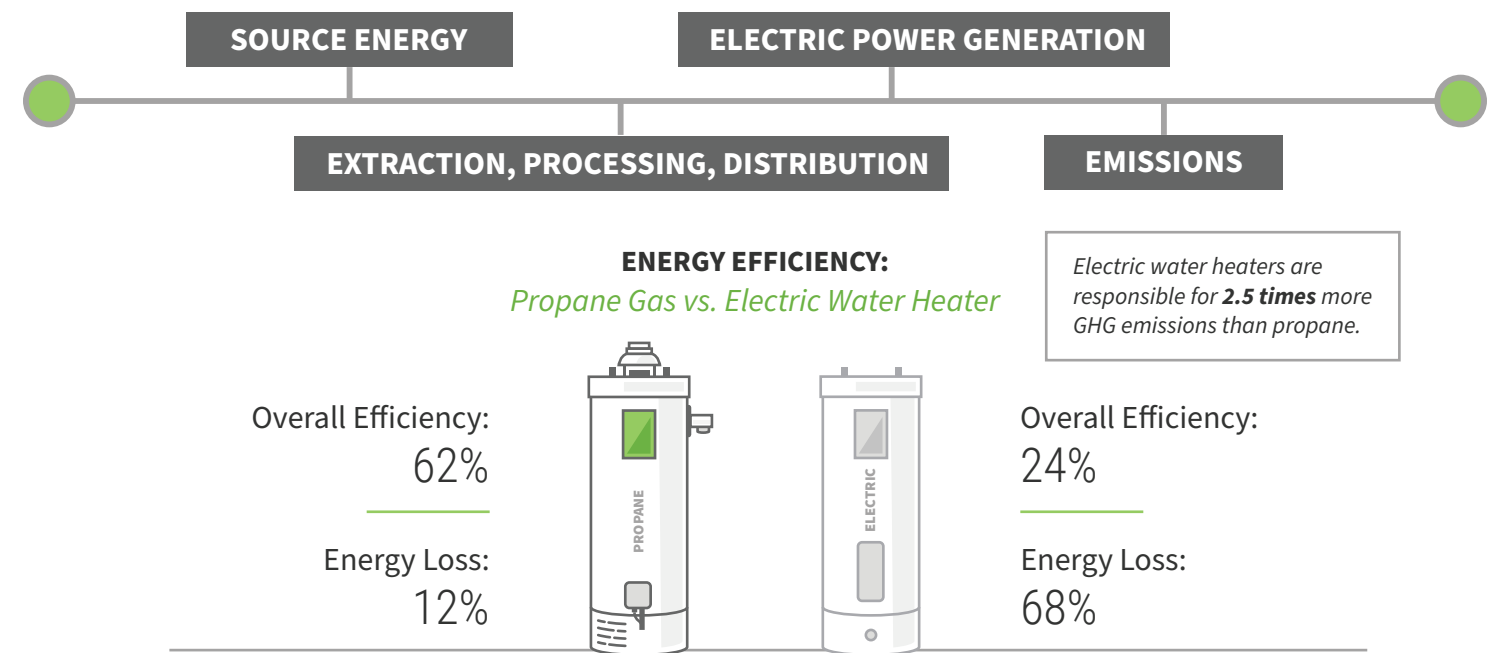 SOURCE ENERGY
ELECTRIC POWER GENERATION
EXTRACTION, PROCESSING, DISTRIBUTION
EMISSIONS
ENERGY EFFICIENCY:
Propane Gas vs. Electric Water Heater
Electric water heaters are
responsible for 2.5 times more
GHG emissions than propane.
Overall Efficiency:
62%
Energy Loss:
12%
PROPANE
ELECTRIC
Overall Efficiency:
24%
Energy Loss:
68%